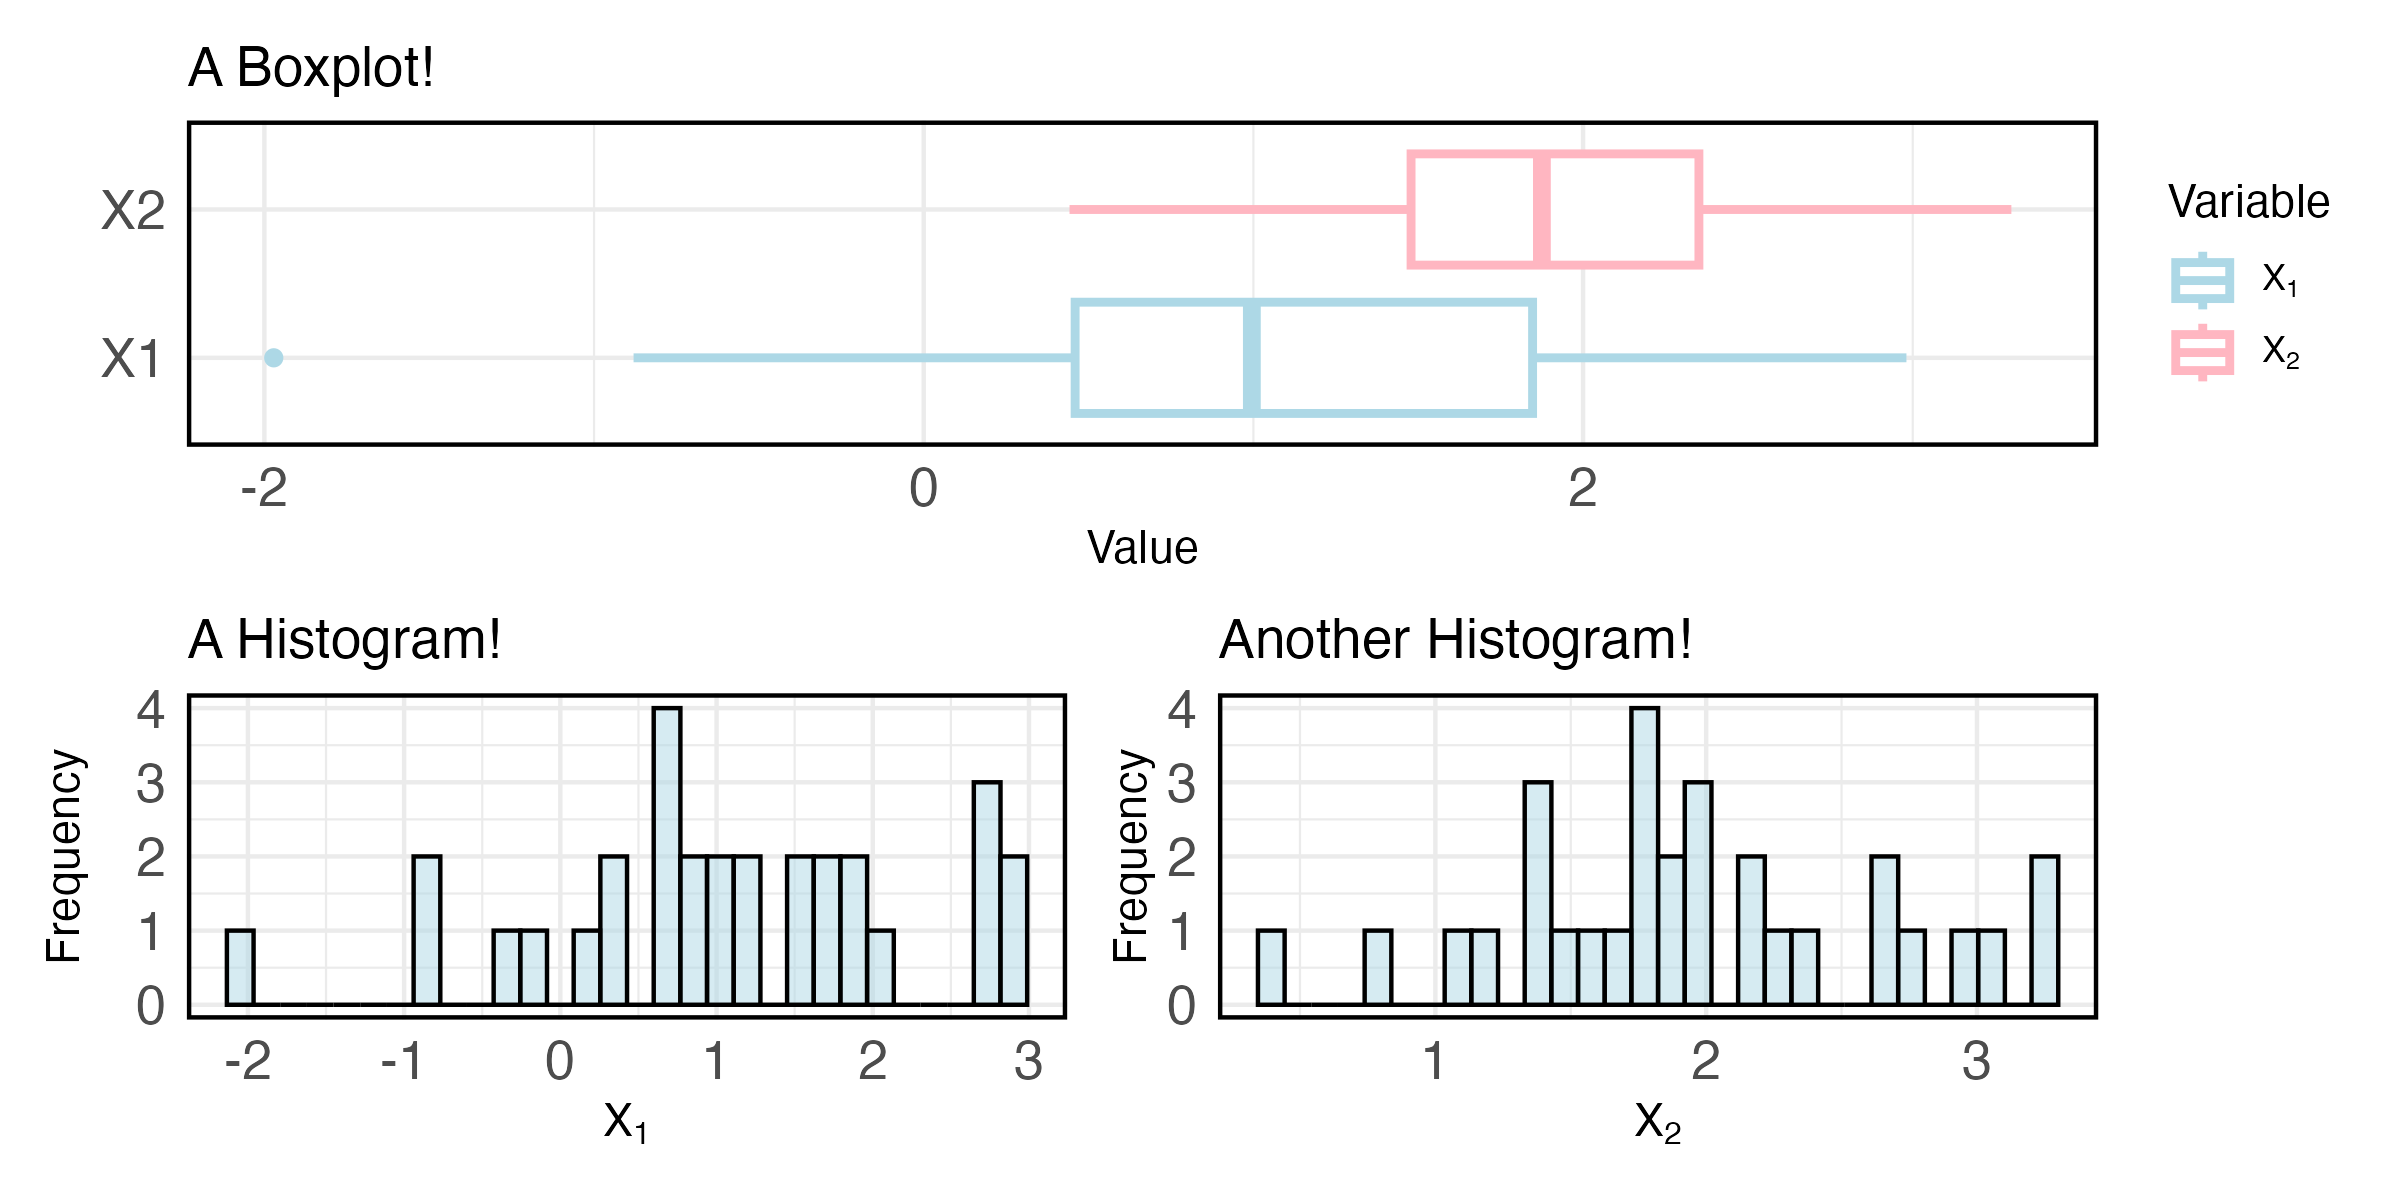 A Boxplot!
X2
X1
-2 0 2
Value
Variable
X₁
X₂
A Histogram!
Frequency
4
3
2
1
0
-2 -1 0 1 2 3
X₁
Another Histogram!
Frequency
4
3
2
1
0
1 2 3
X₂